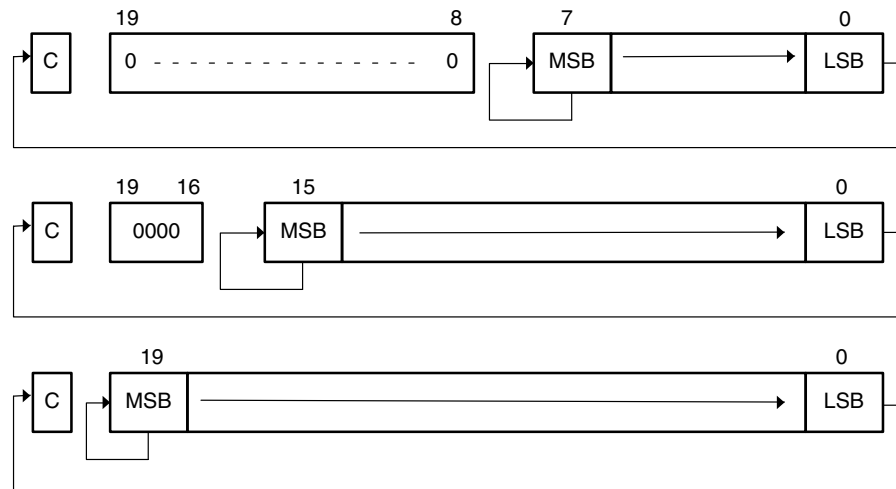 19 8 7 0
C 0 - - - - - - - - - - - - - - - 0 MSB LSB
19 16 15 0
C 0000 MSB LSB
19 0
C MSB LSB